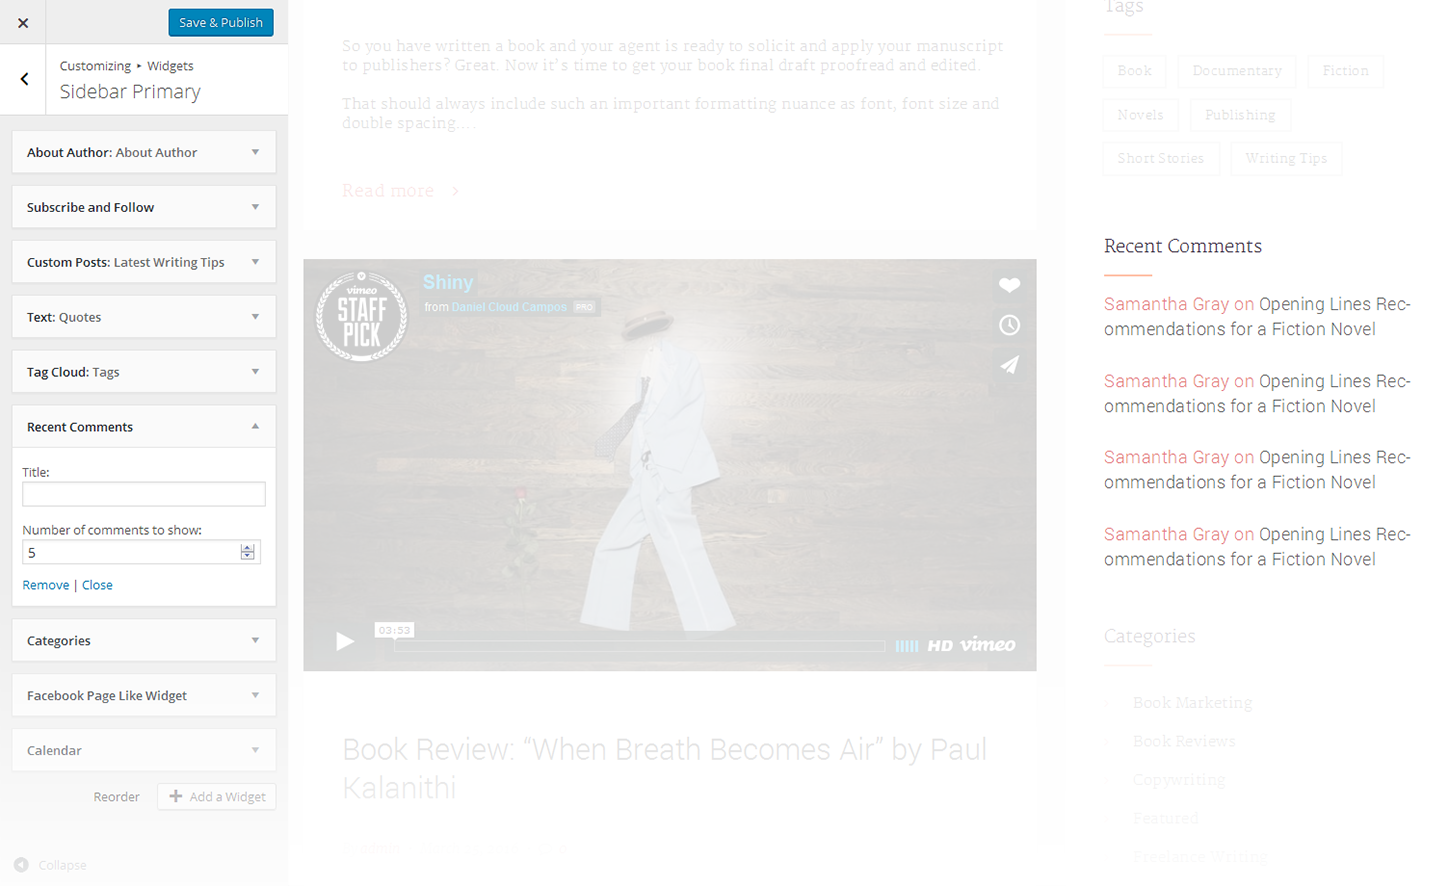 Save & Publish
Customizing ▸ Widgets
Sidebar Primary
About Author: About Author
Subscribe and Follow
Custom Posts: Latest Writing Tips
Text: Quotes
Tag Cloud: Tags
Recent Comments
Title:
Number of comments to show:
5
Remove | Close
Categories
Facebook Page Like Widget
Calendar
Reorder
Add a Widget
Collapse
So you have written a book and your agent is ready to solicit and apply your manuscript
to publishers? Great. Now it's time to get your book final draft proofread and edited.
That should always include such an important formatting nuance as font, font size and
double spacing....
Read more
vimeo
STAFF
PICK
Shiny
from Daniel Cloud Campos PRO
03:53
HD vimeo
Book Review: “When Breath Becomes Air” by Paul
Kalanithi
Tags
Book Documentary Fiction
Novels Publishing
Short Stories Writing Tips
Recent Comments
Samantha Gray on Opening Lines Rec-
ommendations for a Fiction Novel
Samantha Gray on Opening Lines Rec-
ommendations for a Fiction Novel
Samantha Gray on Opening Lines Rec-
ommendations for a Fiction Novel
Samantha Gray on Opening Lines Rec-
ommendations for a Fiction Novel
Categories
Book Marketing
Book Reviews
Copywriting
Featured
Freelance Writing